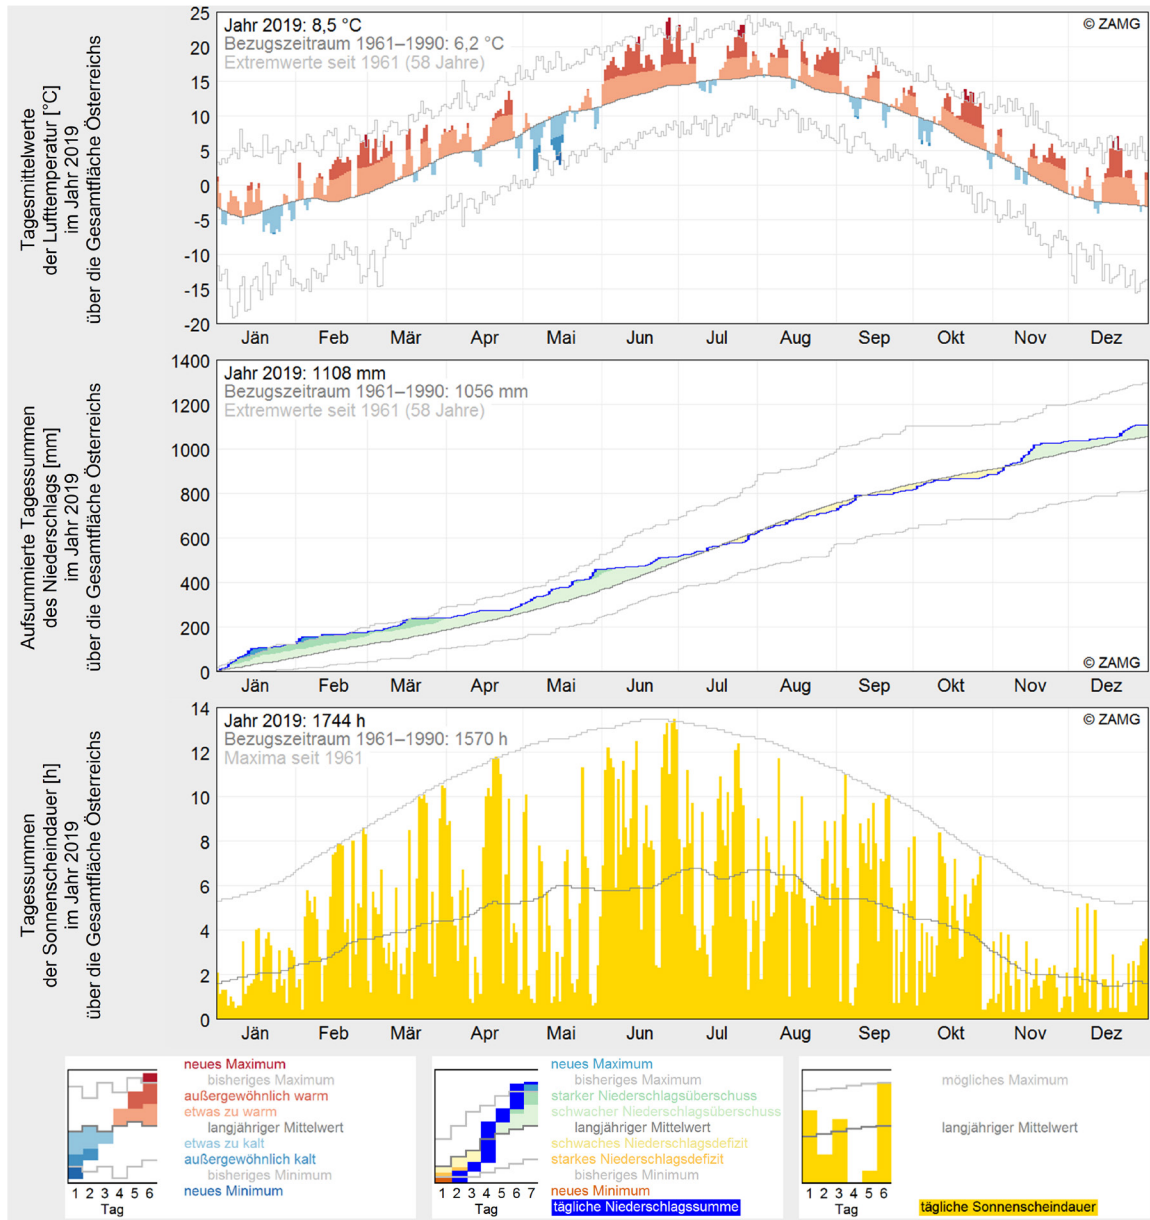 Tagesmittelwerte
der Lufttemperatur [°C]
im Jahr 2019
über die Gesamtfläche Österreichs
25
20
15
10
5
0
-5
-10
-15
-20
Jahr 2019: 8,5 °C
Bezugszeitraum 1961–1990: 6,2 °C
Extremwerte seit 1961 (58 Jahre)
© ZAMG
Jän Feb Mär Apr Mai Jun Jul Aug Sep Okt Nov Dez
Aufsummierte Tagessummen
des Niederschlags [mm]
im Jahr 2019
über die Gesamtfläche Österreichs
1400
1200
1000
800
600
400
200
0
Jahr 2019: 1108 mm
Bezugszeitraum 1961–1990: 1056 mm
Extremwerte seit 1961 (58 Jahre)
© ZAMG
Jän Feb Mär Apr Mai Jun Jul Aug Sep Okt Nov Dez
Tagessummen
der Sonnenscheindauer [h]
im Jahr 2019
über die Gesamtfläche Österreichs
14
12
10
8
6
4
2
0
Jahr 2019: 1744 h
Bezugszeitraum 1961–1990: 1570 h
Maxima seit 1961
© ZAMG
Jän Feb Mär Apr Mai Jun Jul Aug Sep Okt Nov Dez
neues Maximum
bisheriges Maximum
außergewöhnlich warm
etwas zu warm
langjähriger Mittelwert
etwas zu kalt
außergewöhnlich kalt
bisheriges Minimum
neues Minimum
1 2 3 4 5 6
Tag
neues Maximum
bisheriges Maximum
starker Niederschlagsüberschuss
schwacher Niederschlagsüberschuss
langjähriger Mittelwert
schwaches Niederschlagsdefizit
starkes Niederschlagsdefizit
bisheriges Minimum
neues Minimum
tägliche Niederschlagssumme
1 2 3 4 5 6 7
Tag
mögliches Maximum
langjähriger Mittelwert
tägliche Sonnenscheindauer
1 2 3 4 5 6
Tag